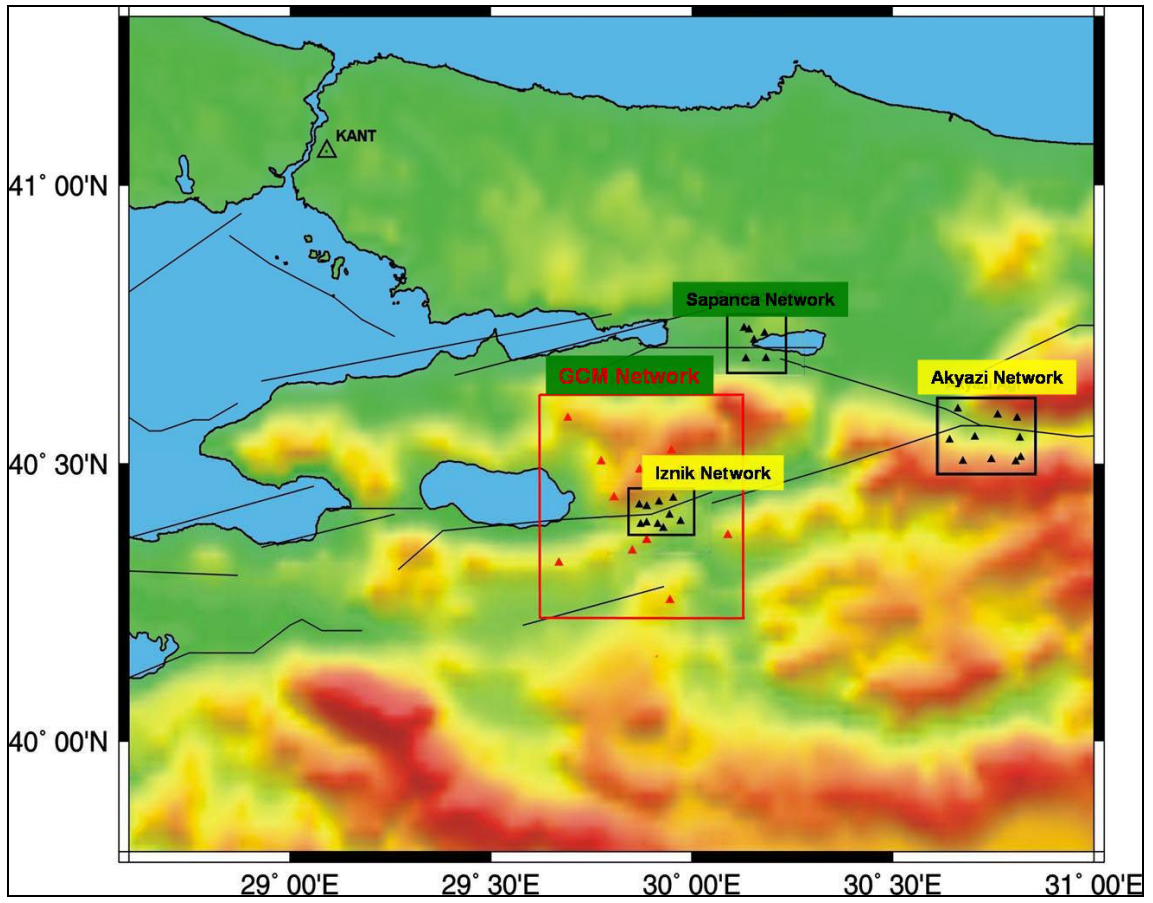 KANT
41° 00'N
Sapanca Network
GCM Network
Akyazi Network
40° 30'N
Iznik Network
40° 00'N
29° 00'E
29° 30'E
30° 00'E
30° 30'E
31° 00'E